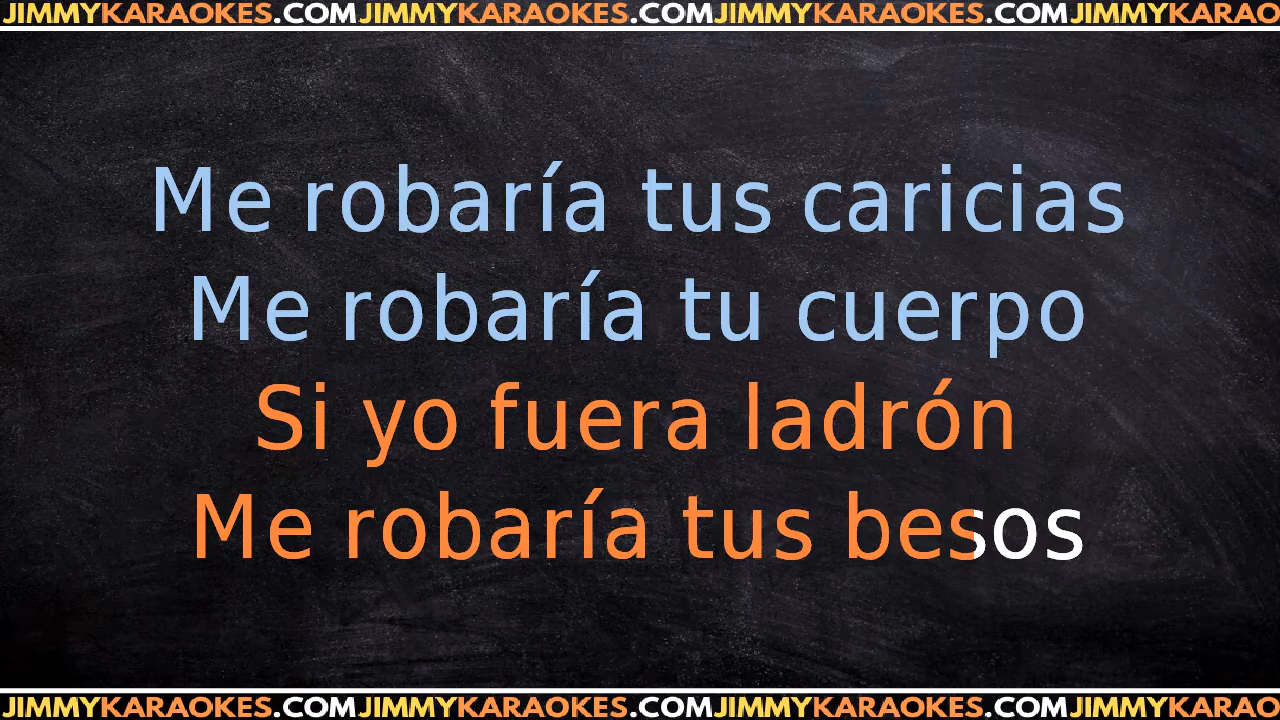 JIMMYKARAOKES.COMJIMMYKARAOKES.COMJIMMYKARAOKES.COMJIMMYKARAO
Me robaría tus caricias
Me robaría tu cuerpo
Si yo fuera ladrón
Me robaría tus besos
JIMMYKARAOKES.COMJIMMYKARAOKES.COMJIMMYKARAOKES.COMJIMMYKARAO